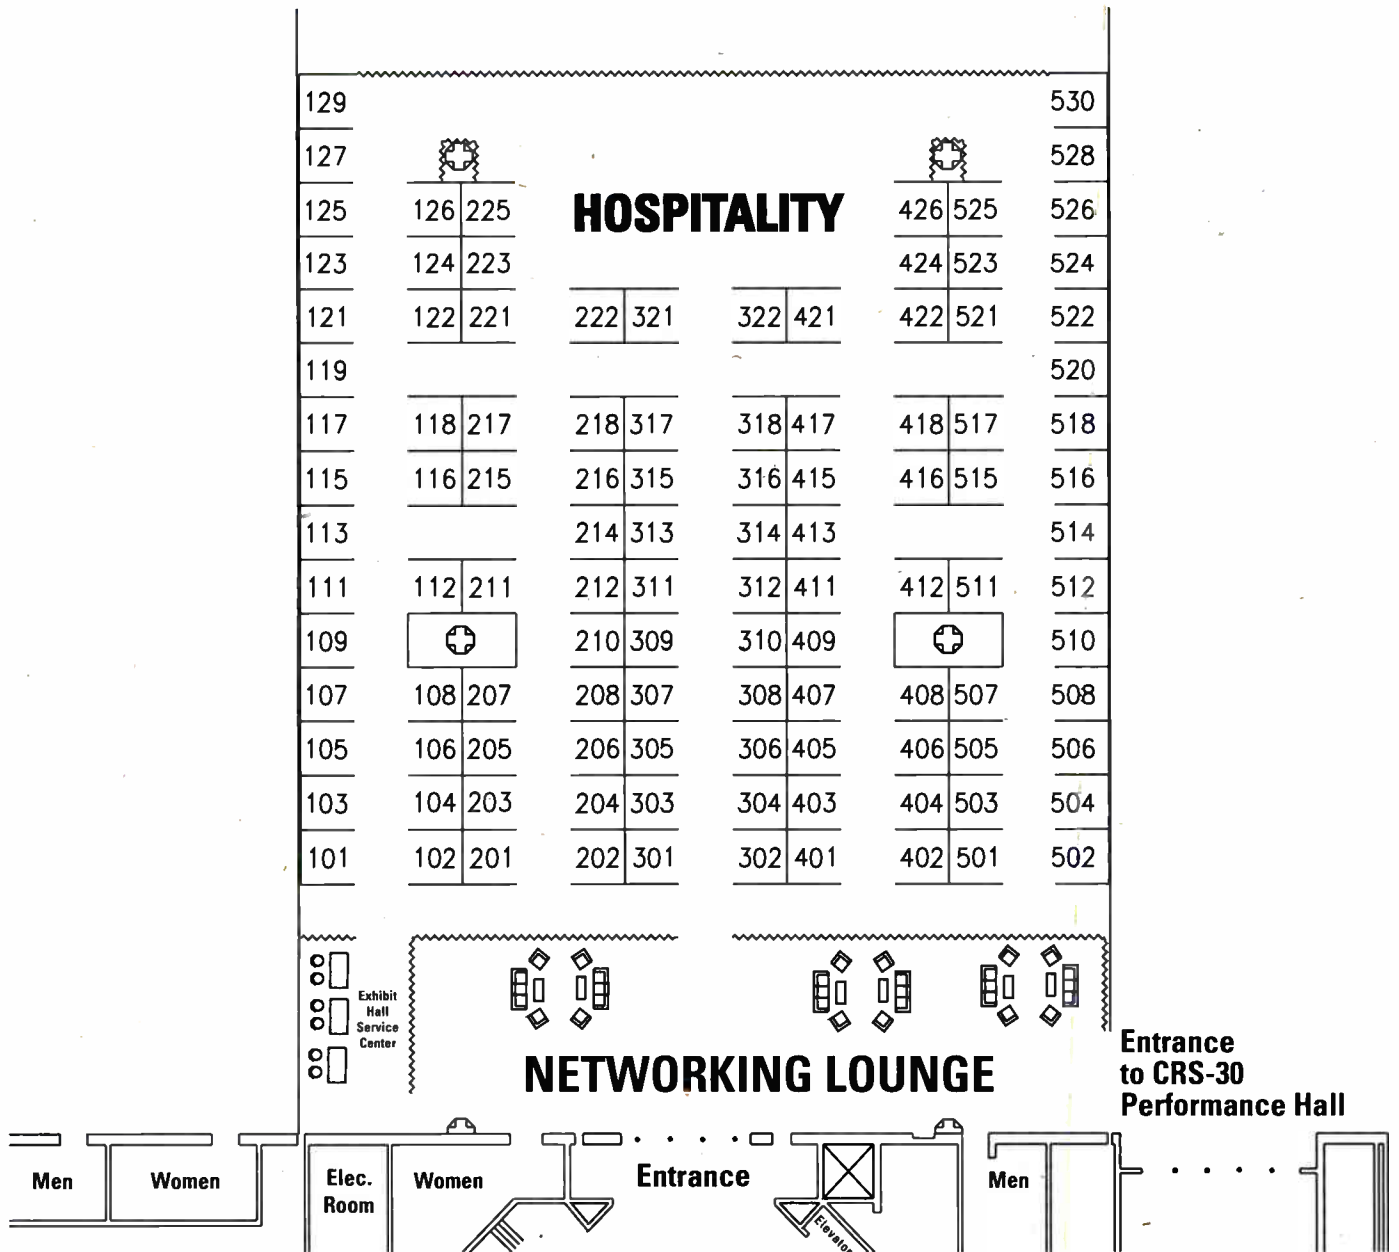 129 530
127 528
HOSPITALITY
125 126 225 426 525 526
123 124 223 424 523 524
121 122 221 222 321 322 421 422 521 522
119 520
117 118 217 218 317 318 417 418 517 518
115 116 215 216 315 316 415 416 515 516
113 214 313 314 413 514
111 112 211 212 311 312 411 412 511 512
109 210 309 310 409 510
107 108 207 208 307 308 407 408 507 508
105 106 205 206 305 306 405 406 505 506
103 104 203 204 303 304 403 404 503 504
101 102 201 202 301 302 401 402 501 502
Exhibit
Hall
Service
Center
NETWORKING LOUNGE
Entrance
to CRS-30
Performance Hall
Men
Women
Elec.
Room
Women
Entrance
Elevator
Men